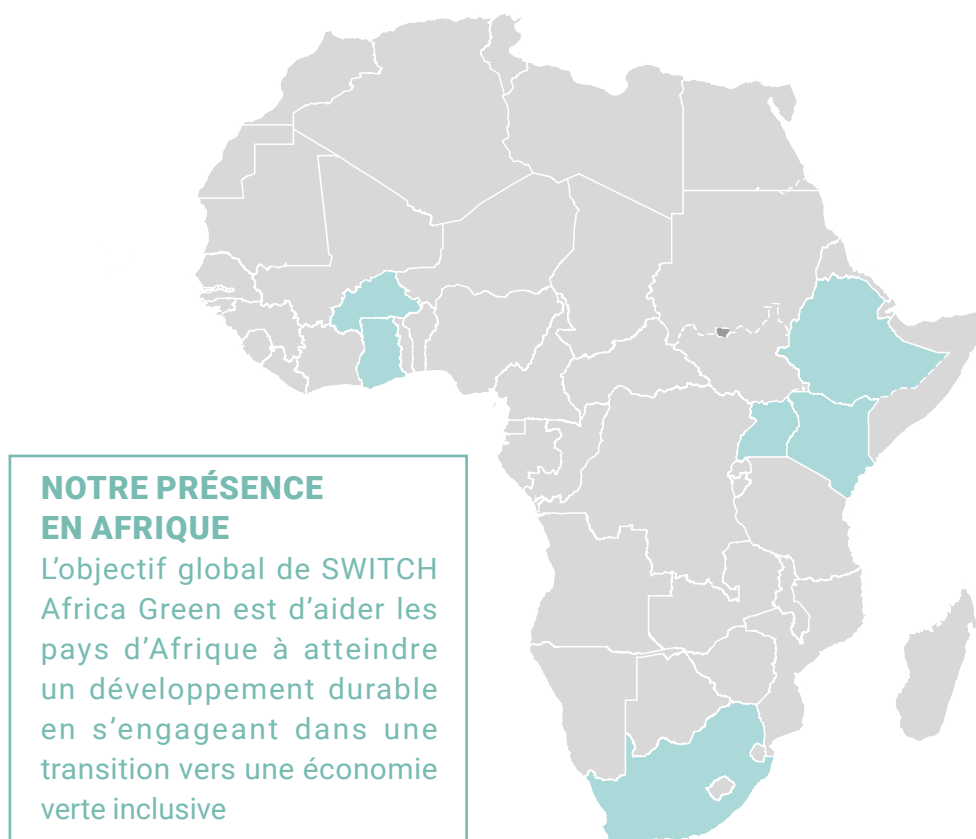 NOTRE PRÉSENCE
EN AFRIQUE
L’objectif global de SWITCH
Africa Green est d’aider les
pays d’Afrique à atteindre
un développement durable
en s’engageant dans une
transition vers une économie
verte inclusive